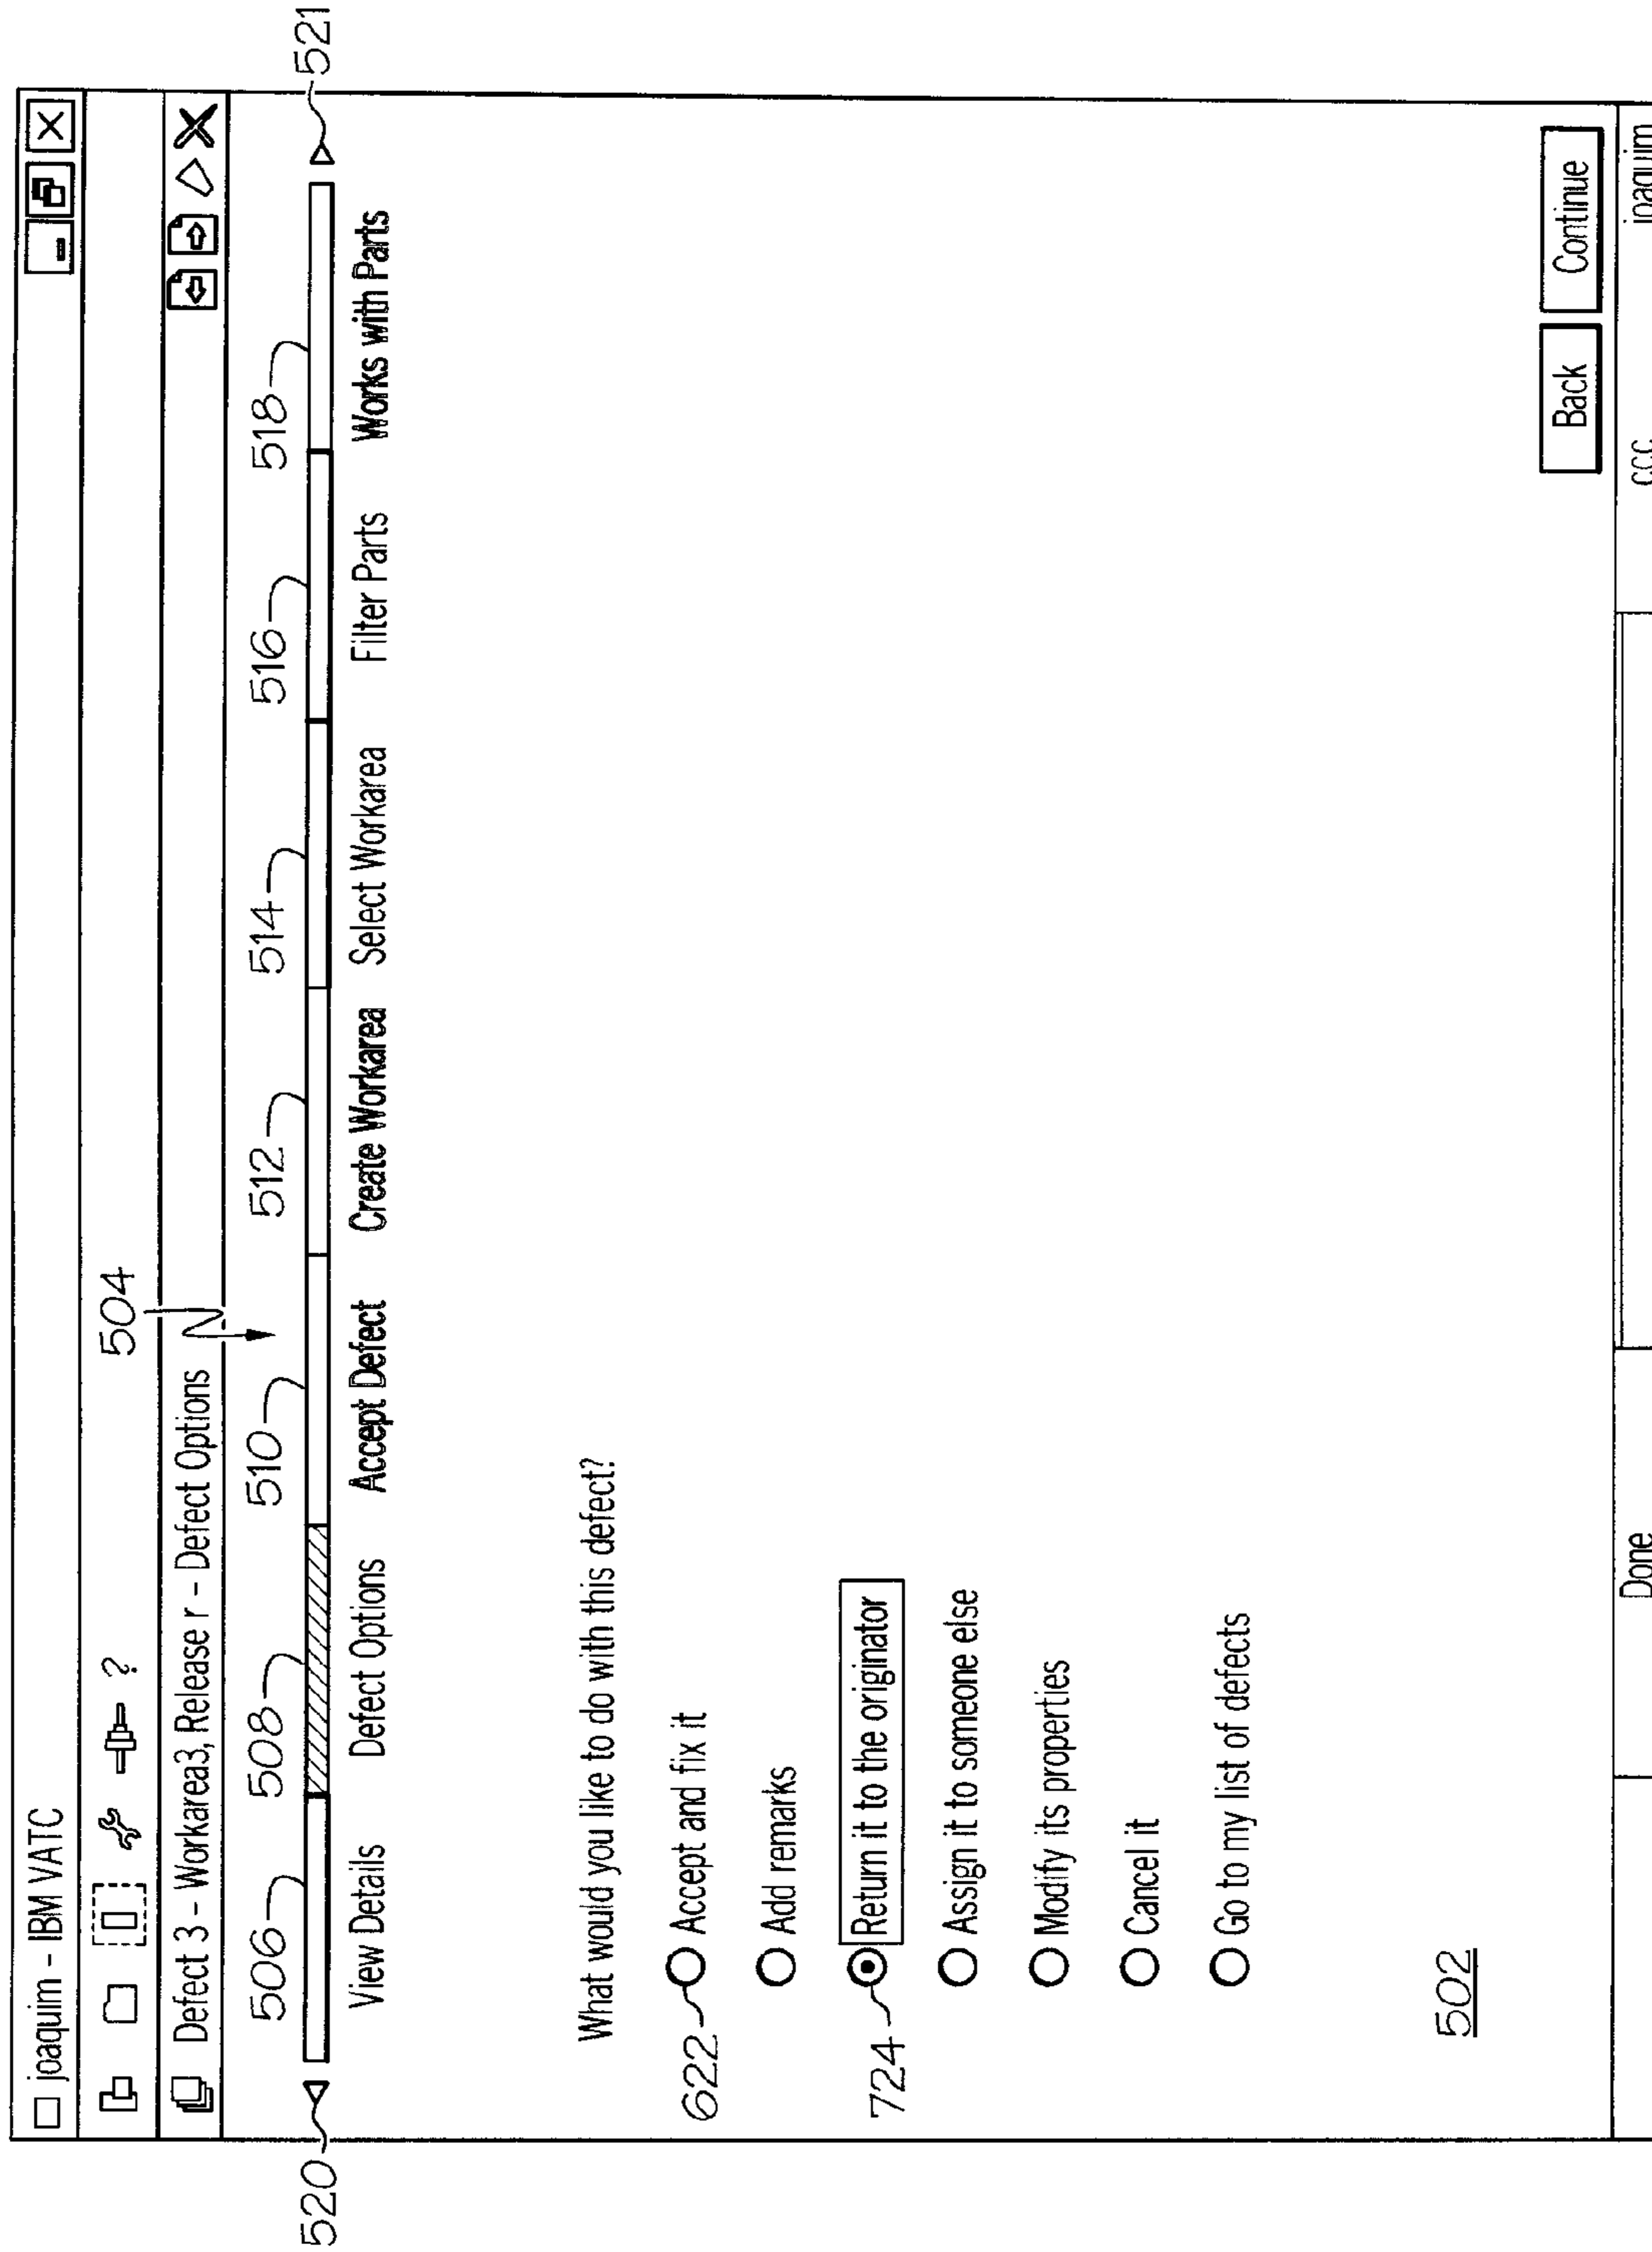 joaquim - IBM VATC
504
?
Defect 3 - Workarea3, Release r - Defect Options
506 508 510 512 514 516 518
520 521
View Details Defect Options Accept Defect Create Workarea Select Workarea Filter Parts Works with Parts
What would you like to do with this defect?
622 Accept and fix it
Add remarks
724 Return it to the originator
Assign it to someone else
Modify its properties
Cancel it
Go to my list of defects
502
Back Continue
Done ccc joaquim